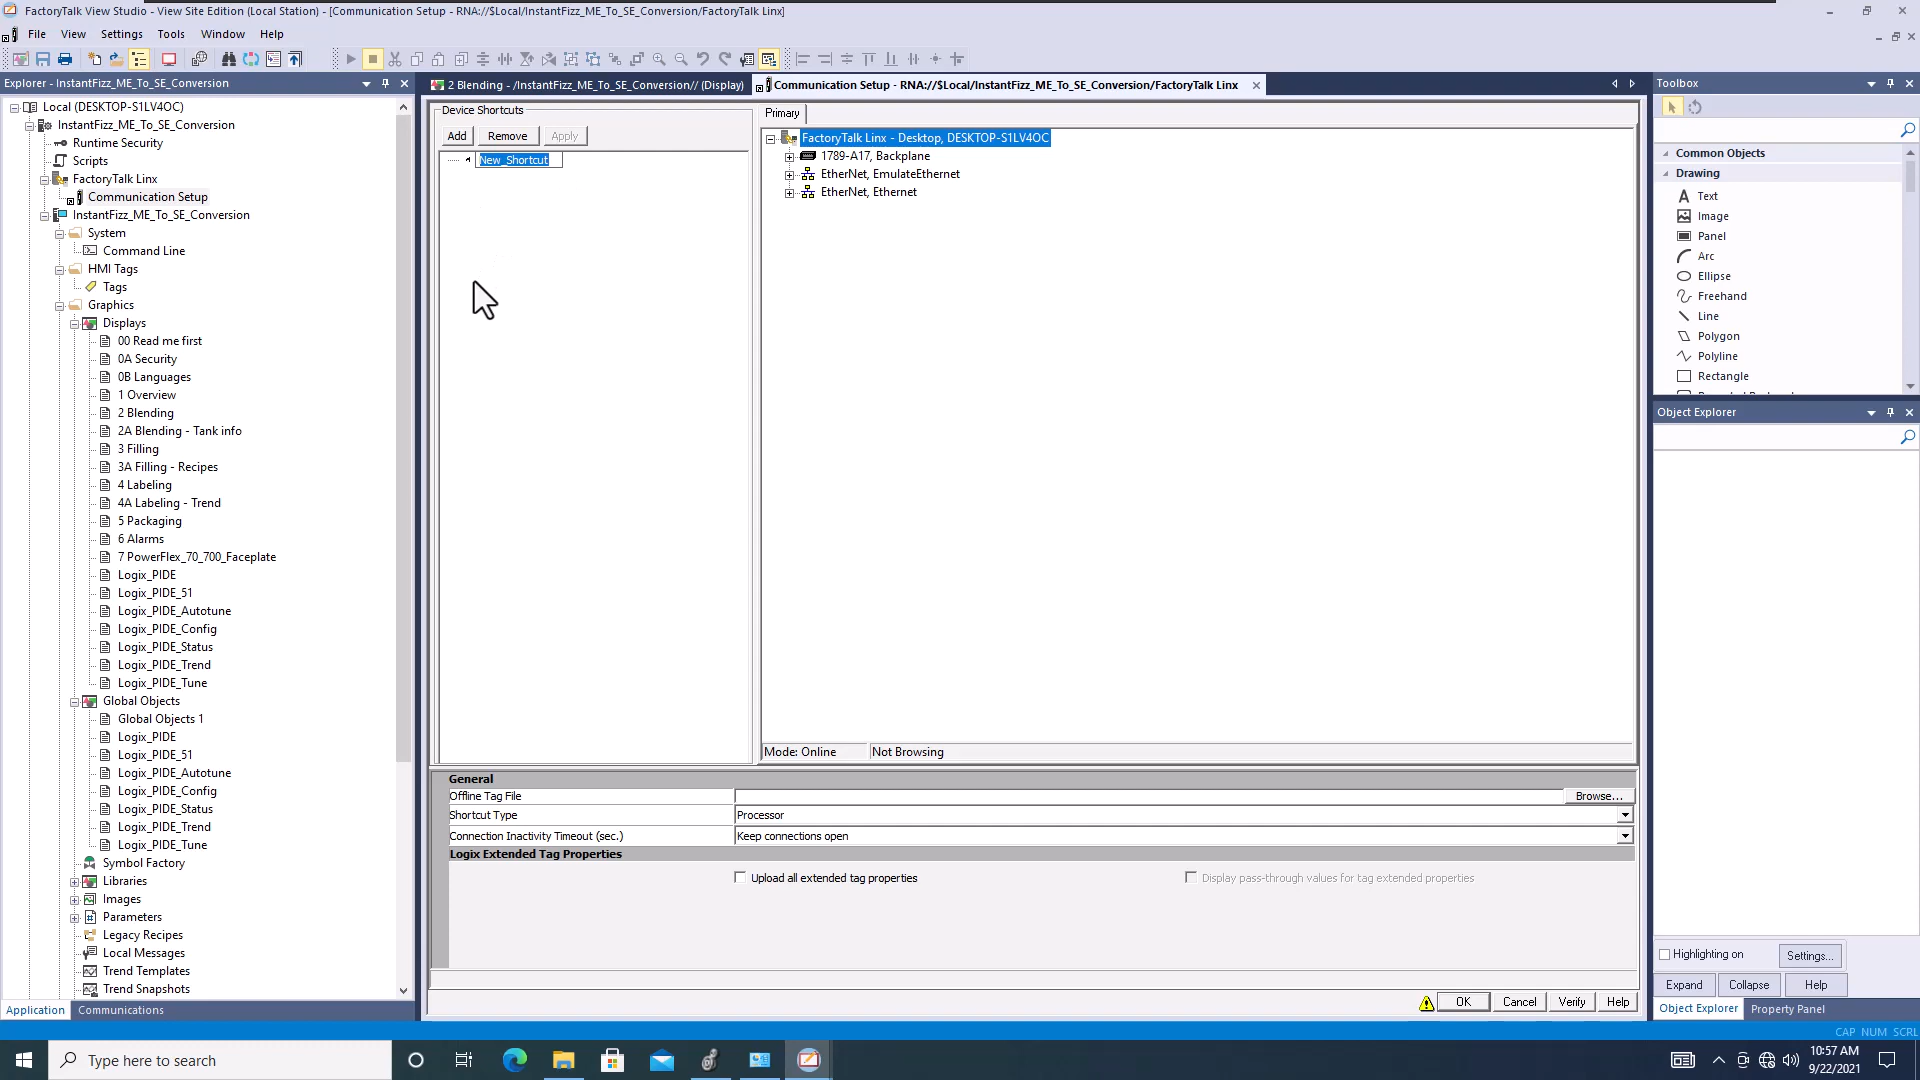 FactoryTalk View Studio - View Site Edition (Local Station) - [Communication Setup - RNA://$Local/InstantFizz_ME_To_SE_Conversion/FactoryTalk Linx]
File View Settings Tools Window Help
Explorer - InstantFizz_ME_To_SE_Conversion
Local (DESKTOP-S1LV4OC)
InstantFizz_ME_To_SE_Conversion
Runtime Security
Scripts
FactoryTalk Linx
Communication Setup
InstantFizz_ME_To_SE_Conversion
System
Command Line
HMI Tags
Tags
Graphics
Displays
00 Read me first
0A Security
0B Languages
1 Overview
2 Blending
2A Blending - Tank info
3 Filling
3A Filling - Recipes
4 Labeling
4A Labeling - Trend
5 Packaging
6 Alarms
7 PowerFlex_70_700_Faceplate
Logix_PIDE
Logix_PIDE_51
Logix_PIDE_Autotune
Logix_PIDE_Config
Logix_PIDE_Status
Logix_PIDE_Trend
Logix_PIDE_Tune
Global Objects
Global Objects 1
Logix_PIDE
Logix_PIDE_51
Logix_PIDE_Autotune
Logix_PIDE_Config
Logix_PIDE_Status
Logix_PIDE_Trend
Logix_PIDE_Tune
Symbol Factory
Libraries
Images
Parameters
Legacy Recipes
Local Messages
Trend Templates
Trend Snapshots
Application Communications
2 Blending - /InstantFizz_ME_To_SE_Conversion// (Display)
Communication Setup - RNA://$Local/InstantFizz_ME_To_SE_Conversion/FactoryTalk Linx
Device Shortcuts
Add Remove Apply
New_Shortcut
Primary
FactoryTalk Linx - Desktop, DESKTOP-S1LV4OC
1789-A17, Backplane
EtherNet, EmulateEthernet
EtherNet, Ethernet
Mode: Online Not Browsing
General
Offline Tag File Browse...
Shortcut Type Processor
Connection Inactivity Timeout (sec.) Keep connections open
Logix Extended Tag Properties
Upload all extended tag properties Display pass-through values for tag extended properties
OK Cancel Verify Help
Toolbox
Common Objects
Drawing
Text
Image
Panel
Arc
Ellipse
Freehand
Line
Polygon
Polyline
Rectangle
Object Explorer
Highlighting on Settings...
Expand Collapse Help
Object Explorer Property Panel
CAP NUM SCRL
Type here to search
10:57 AM
9/22/2021